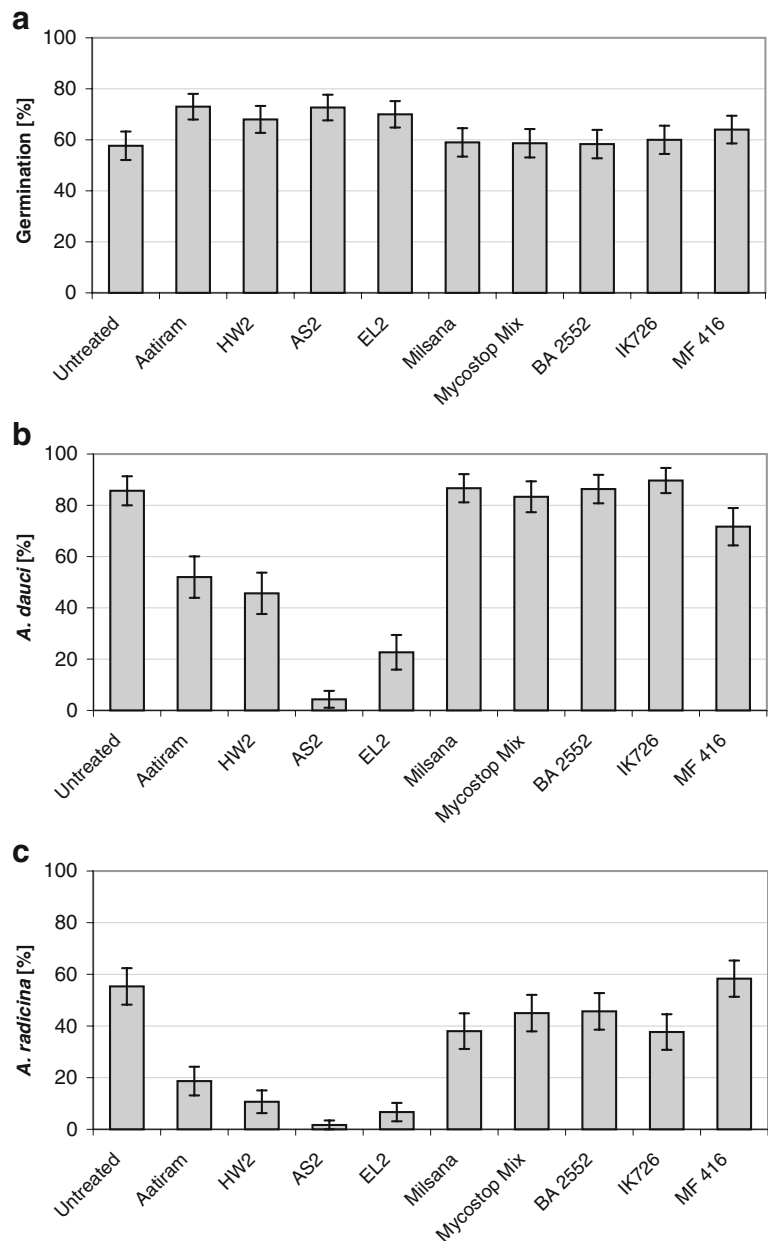 a
100
80
60
40
20
0
Germination [%]
Untreated
Aatiram
HW2
AS2
EL2
Milsana
Mycostop Mix
BA 2552
IK726
MF 416
b
100
80
60
40
20
0
A. dauci [%]
Untreated
Aatiram
HW2
AS2
EL2
Milsana
Mycostop Mix
BA 2552
IK726
MF 416
c
100
80
60
40
20
0
A. radicina [%]
Untreated
Aatiram
HW2
AS2
EL2
Milsana
Mycostop Mix
BA 2552
IK726
MF 416